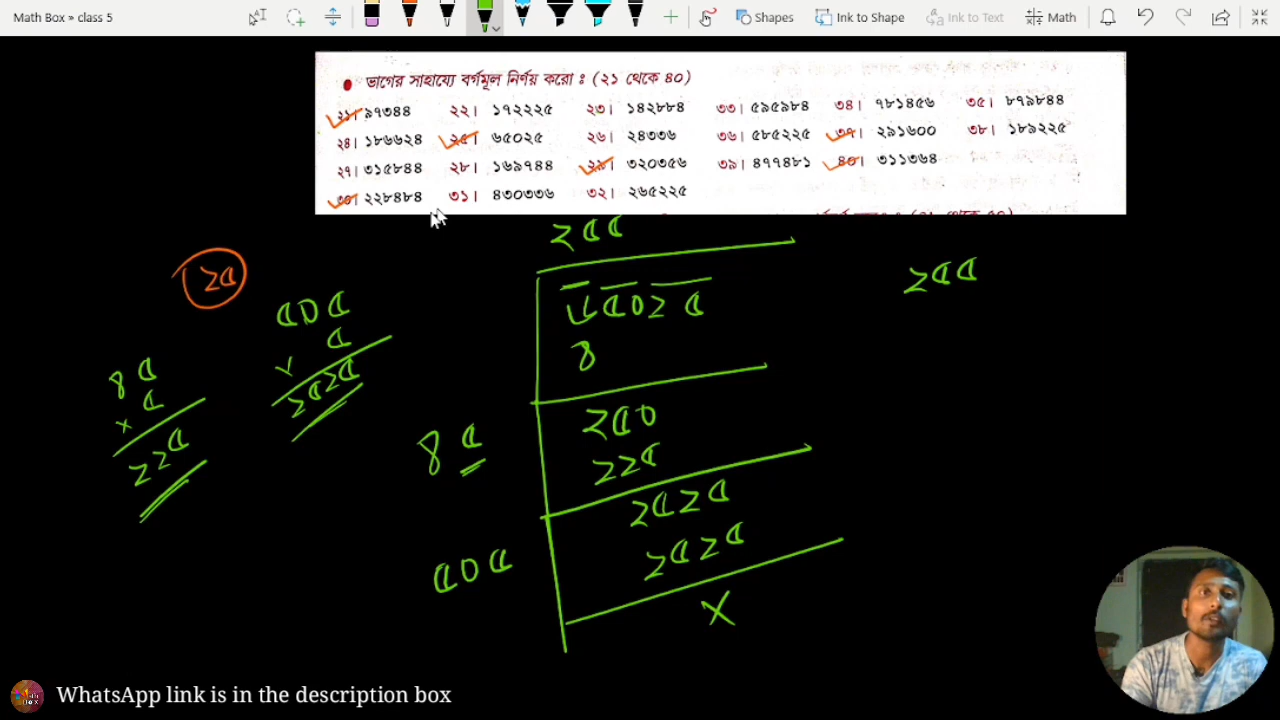 Math Box » class 5
Shapes
Ink to Shape
Ink to Text
Math
● ভাগের সাহায্যে বর্গমূল নির্ণয় করো : (২১ থেকে ৪০)
২১। ৯৭৩৪৪ ২২। ১৭২২২৫ ২৩। ১৪২৮৮৪ ৩৩। ৫৯৫৯৮৪ ৩৪। ৭৮১৪৫৬ ৩৫। ৮৭৯৮৪৪
২৪। ১৮৬৬২৪ ২৫। ৬৫০২৫ ২৬। ২৪৩৩৬ ৩৬। ৫৮৫২২৫ ৩৭। ২৯১৬০০ ৩৮। ১৮৯২২৫
২৭। ৩১৫৮৪৪ ২৮। ১৬৯৭৪৪ ২৯। ৩২০৩৫৬ ৩৯। ৪৭৭৪৮১ ৪০। ৩১১৩৬৪
৩০। ২২৮৪৮৪ ৩১। ৪৩০৩৩৬ ৩২। ২৬৫২২৫
২৫
৪৫
× ৫
২২৫
৫০৫
× ৫
২৫২৫
২৫৫
৬৫০২৫
৪
২৫০
৪৫
২২৫
২৫২৫
৫০৫
২৫২৫
×
২৫৫
WhatsApp link is in the description box